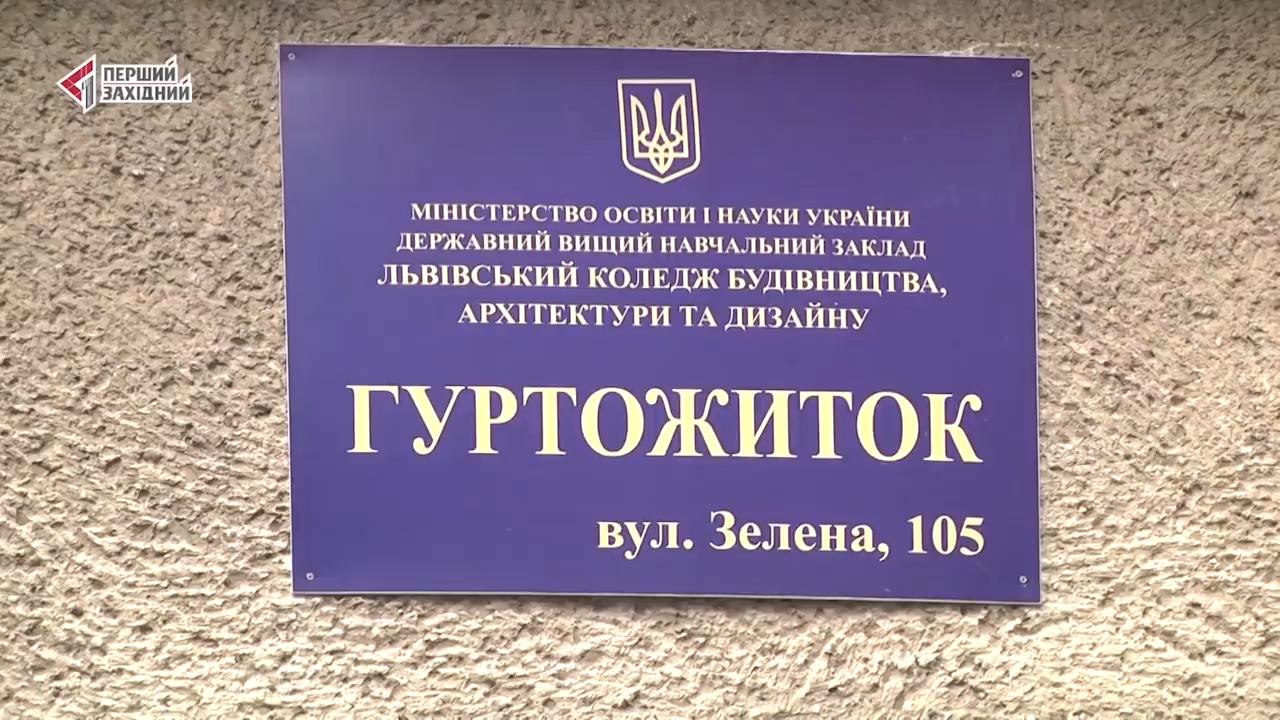 ПЕРШИЙ
ЗАХІДНИЙ
МІНІСТЕРСТВО ОСВІТИ І НАУКИ УКРАЇНИ
ДЕРЖАВНИЙ ВИЩИЙ НАВЧАЛЬНИЙ ЗАКЛАД
ЛЬВІВСЬКИЙ КОЛЕДЖ БУДІВНИЦТВА,
АРХІТЕКТУРИ ТА ДИЗАЙНУ
ГУРТОЖИТОК
вул. Зелена, 105